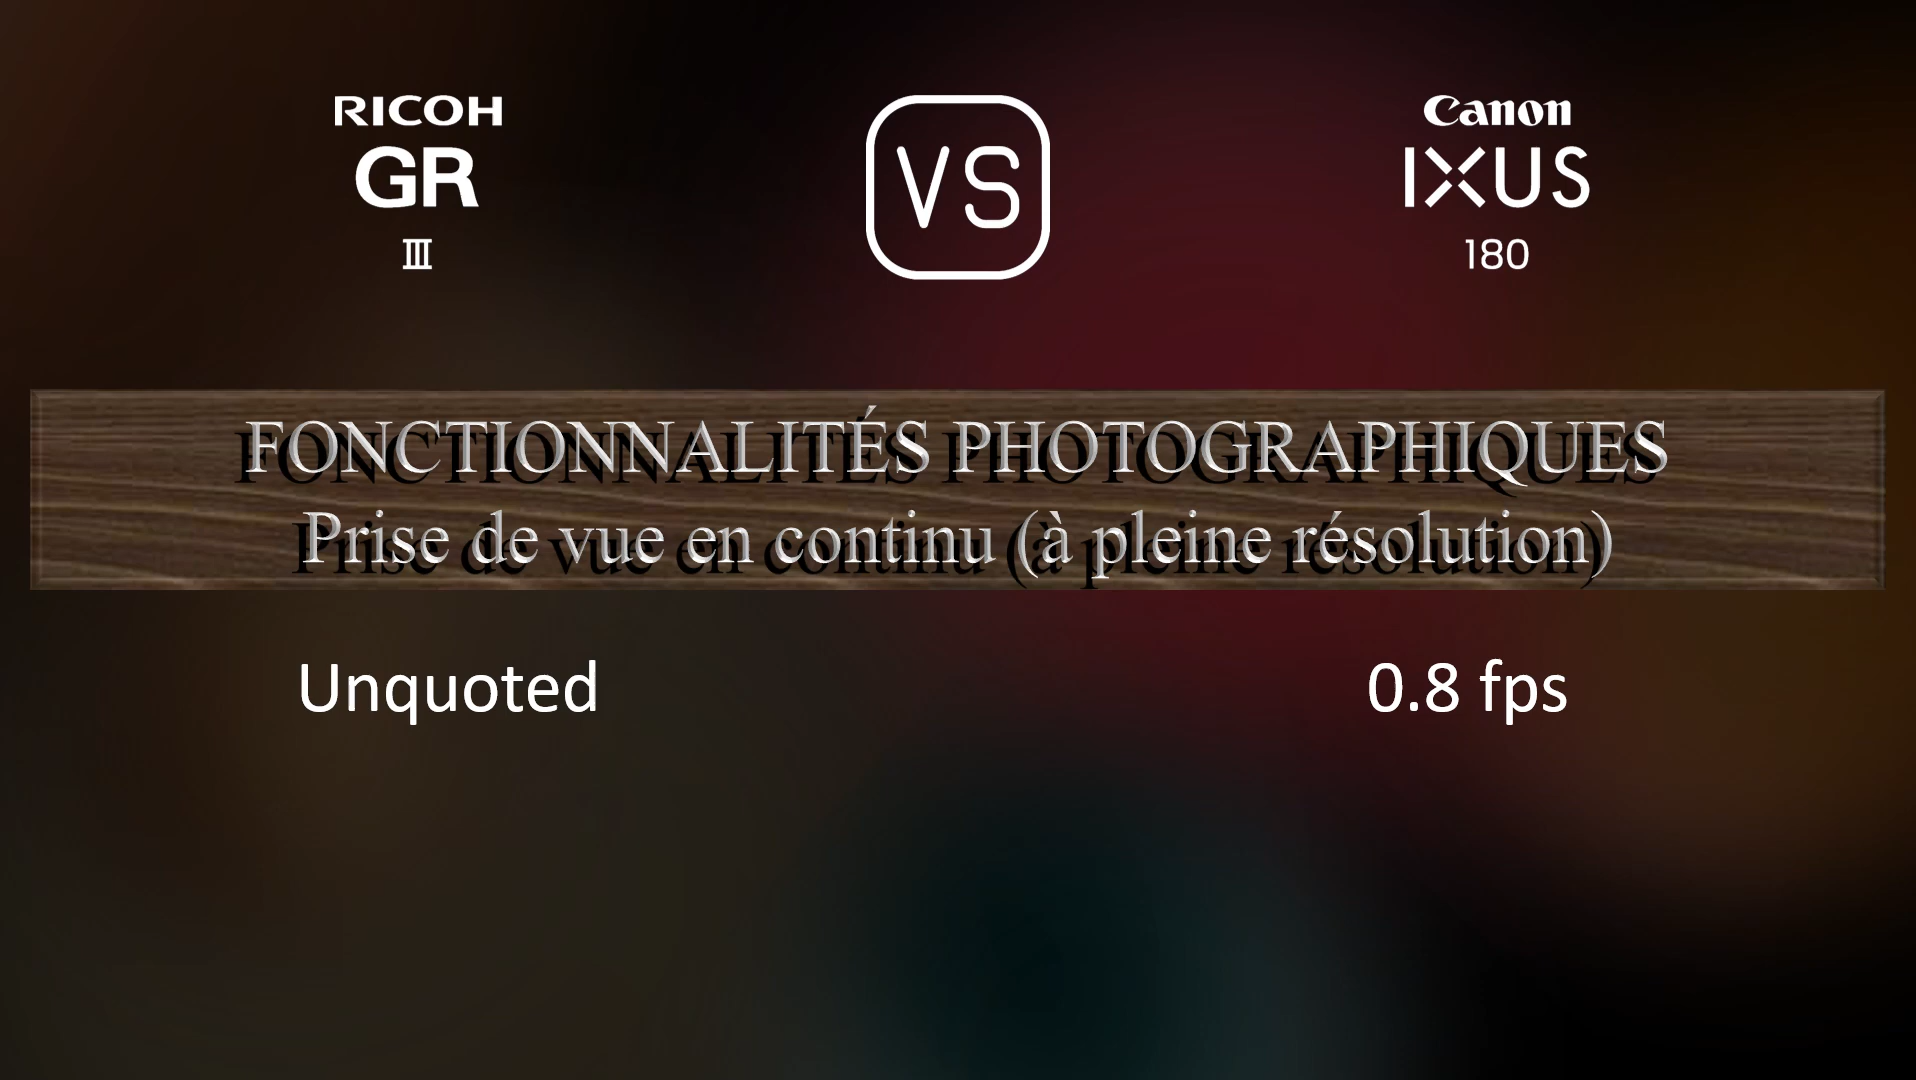 RICOH
GR
III
VS
Canon
IXUS
180
FONCTIONNALITÉS PHOTOGRAPHIQUES
Prise de vue en continu (à pleine résolution)
Unquoted
0.8 fps